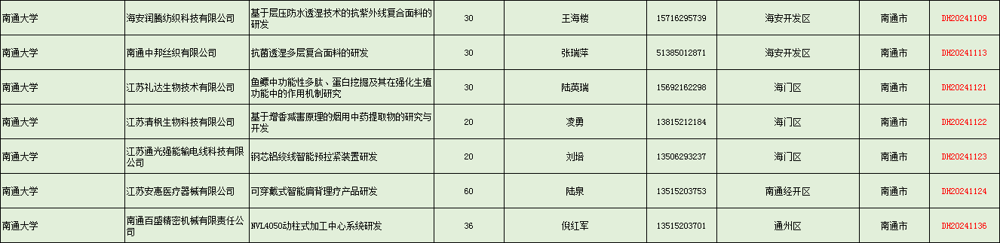 南通大学 海安润腾纺织科技有限公司 基于层压防水透湿技术的抗紫外线复合面料的 30 王海楼 15716295739 海安开发区 南通市 DH20241109
研发
南通大学 南通中邦丝织有限公司 抗菌透湿多层复合面料的研发 30 张瑞萍 51385012871 海安开发区 南通市 DH20241113
南通大学 江苏礼达生物技术有限公司 鱼鳔中功能性多肽、蛋白挖掘及其在强化生殖 30 陆英瑞 15692162298 海门区 南通市 DH20241121
功能中的作用机制研究
南通大学 江苏清枫生物科技有限公司 基于增香减害原理的烟用中药提取物的研究与 20 凌勇 13815212184 海门区 南通市 DH20241122
开发
南通大学 江苏通光强能输电线科技有限 钢芯铝绞线智能预拉紧装置研发 20 刘培 13506293237 海门区 南通市 DH20241123
公司
南通大学 江苏安惠医疗器械有限公司 可穿戴式智能肩背理疗产品研发 60 陆泉 13515203753 南通经开区 南通市 DH20241124
南通大学 南通百盛精密机械有限责任公 NVL4050动柱式加工中心系统研发 36 倪红军 13515203701 通州区 南通市 DH20241136
司